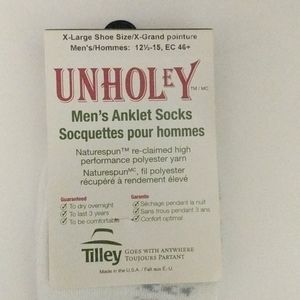 X-Large Shoe Size/X-Grand pointure
Men's/Hommes: 12½-15, EC 46+
UNHOLEY TM / MC
Men's Anklet Socks
Socquettes pour hommes
Naturespun™ re-claimed high
performance polyester yarn
Naturespun MC, fil polyester
récupéré à rendement élevé
Guaranteed
To dry overnight
To last 3 years
To be comfortable
Garantie
Séchage pendant la nuit
Sans trous pendant 3 ans
Confort optimal
Tilley
GOES WITH ANYWHERE
TOUJOURS PARTANT
Made in the U.S.A. / Fait aux É.-U.